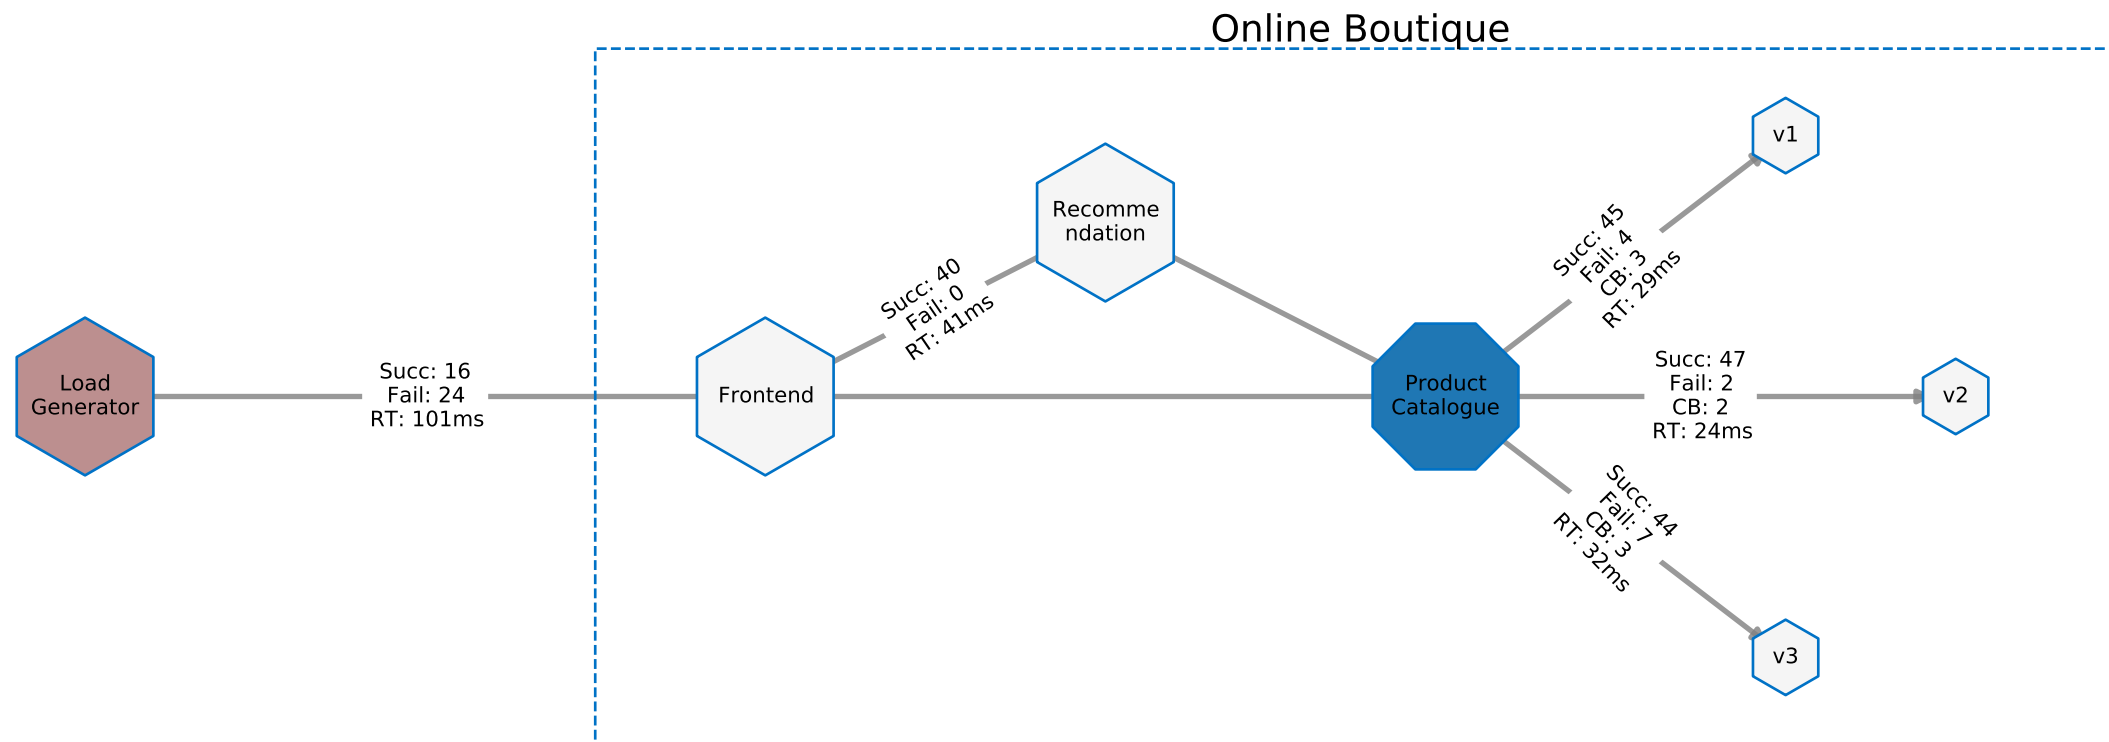 Online Boutique
Load
Generator
Succ: 16
Fail: 24
RT: 101ms
Frontend
Succ: 40
Fail: 0
RT: 41ms
Recomme
ndation
Product
Catalogue
Succ: 45
Fail: 4
CB: 3
RT: 29ms
v1
Succ: 47
Fail: 2
CB: 2
RT: 24ms
v2
Succ: 44
Fail: 7
CB: 3
RT: 32ms
v3